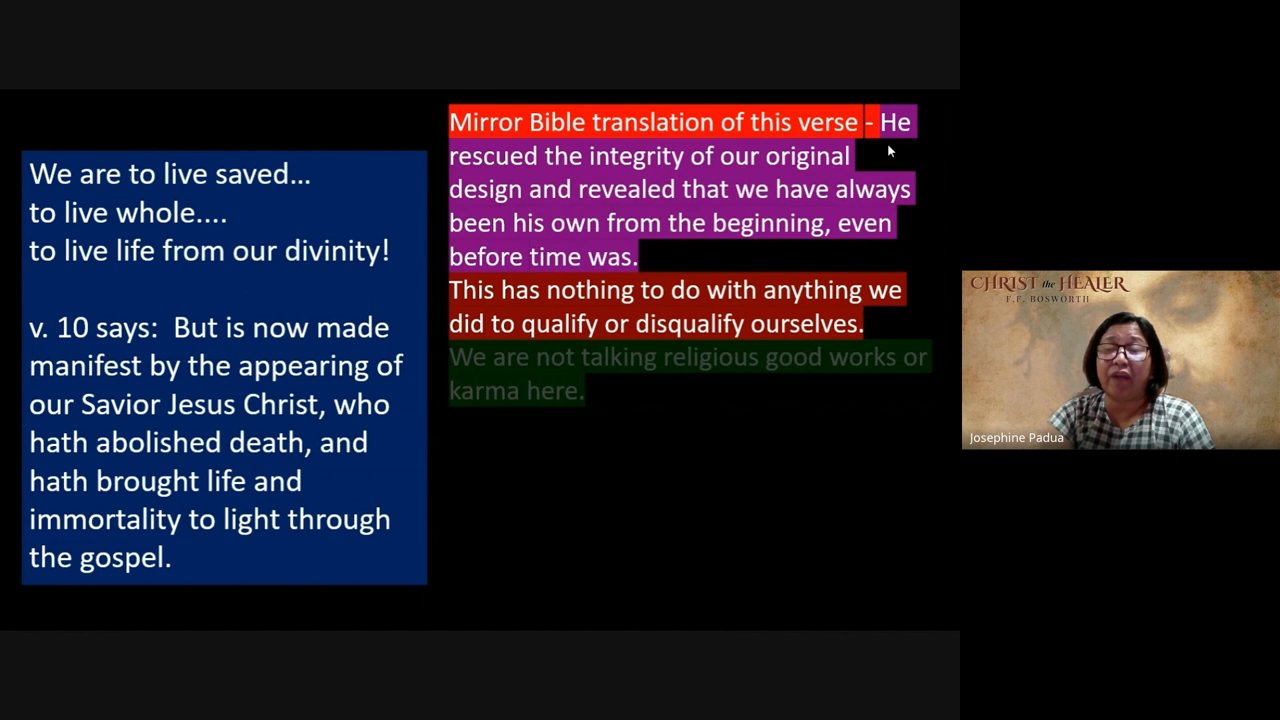 We are to live saved...
to live whole....
to live life from our divinity!
v. 10 says: But is now made
manifest by the appearing of
our Savior Jesus Christ, who
hath abolished death, and
hath brought life and
immortality to light through
the gospel.
Mirror Bible translation of this verse - He
rescued the integrity of our original
design and revealed that we have always
been his own from the beginning, even
before time was.
This has nothing to do with anything we
did to qualify or disqualify ourselves.
We are not talking religious good works or
karma here.
CHRIST the HEALER
F.F. BOSWORTH
Josephine Padua